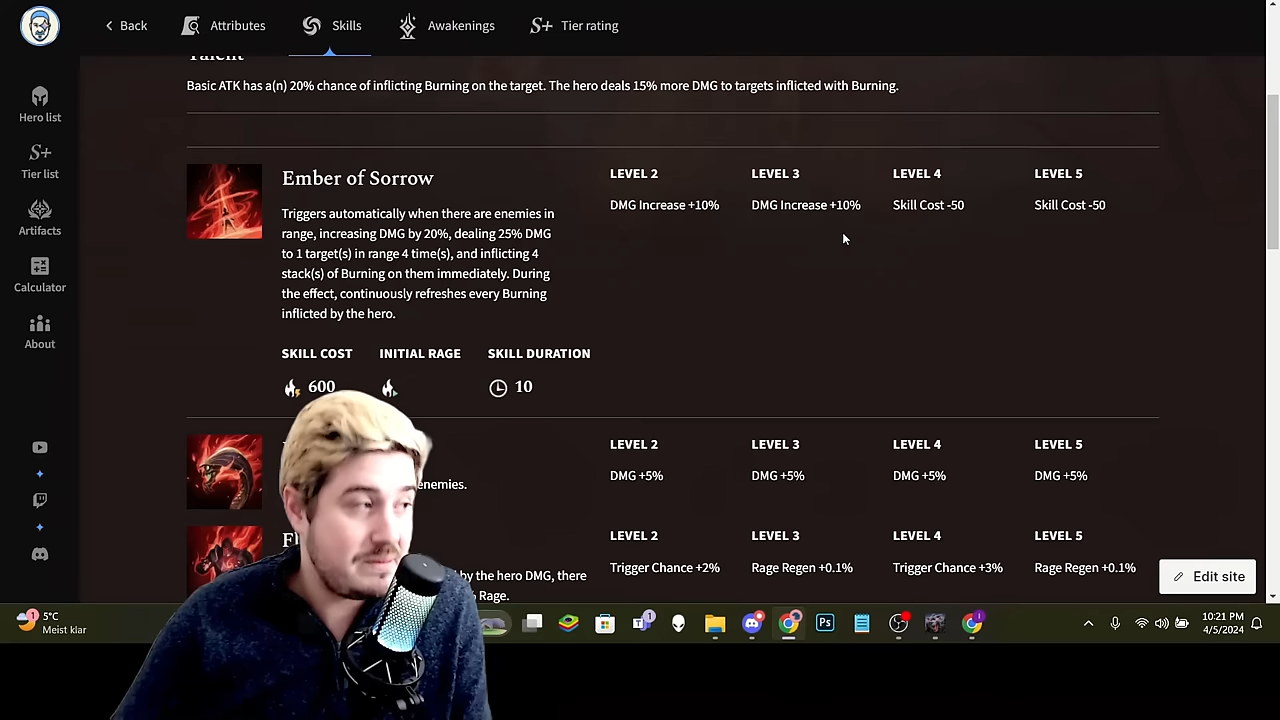 Back
Attributes
Skills
Awakenings
S+ Tier rating
Talent
Basic ATK has a(n) 20% chance of inflicting Burning on the target. The hero deals 15% more DMG to targets inflicted with Burning.
Hero list
S+
Tier list
Artifacts
Calculator
About
Ember of Sorrow
Triggers automatically when there are enemies in
range, increasing DMG by 20%, dealing 25% DMG
to 1 target(s) in range 4 time(s), and inflicting 4
stack(s) of Burning on them immediately. During
the effect, continuously refreshes every Burning
inflicted by the hero.
LEVEL 2
DMG Increase +10%
LEVEL 3
DMG Increase +10%
LEVEL 4
Skill Cost -50
LEVEL 5
Skill Cost -50
SKILL COST
600
INITIAL RAGE
SKILL DURATION
10
enemies.
LEVEL 2
DMG +5%
LEVEL 3
DMG +5%
LEVEL 4
DMG +5%
LEVEL 5
DMG +5%
by the hero DMG, there
Rage.
LEVEL 2
Trigger Chance +2%
LEVEL 3
Rage Regen +0.1%
LEVEL 4
Trigger Chance +3%
LEVEL 5
Rage Regen +0.1%
Edit site
1
5°C
Meist klar
1
Ps
1
10:21 PM
4/5/2024